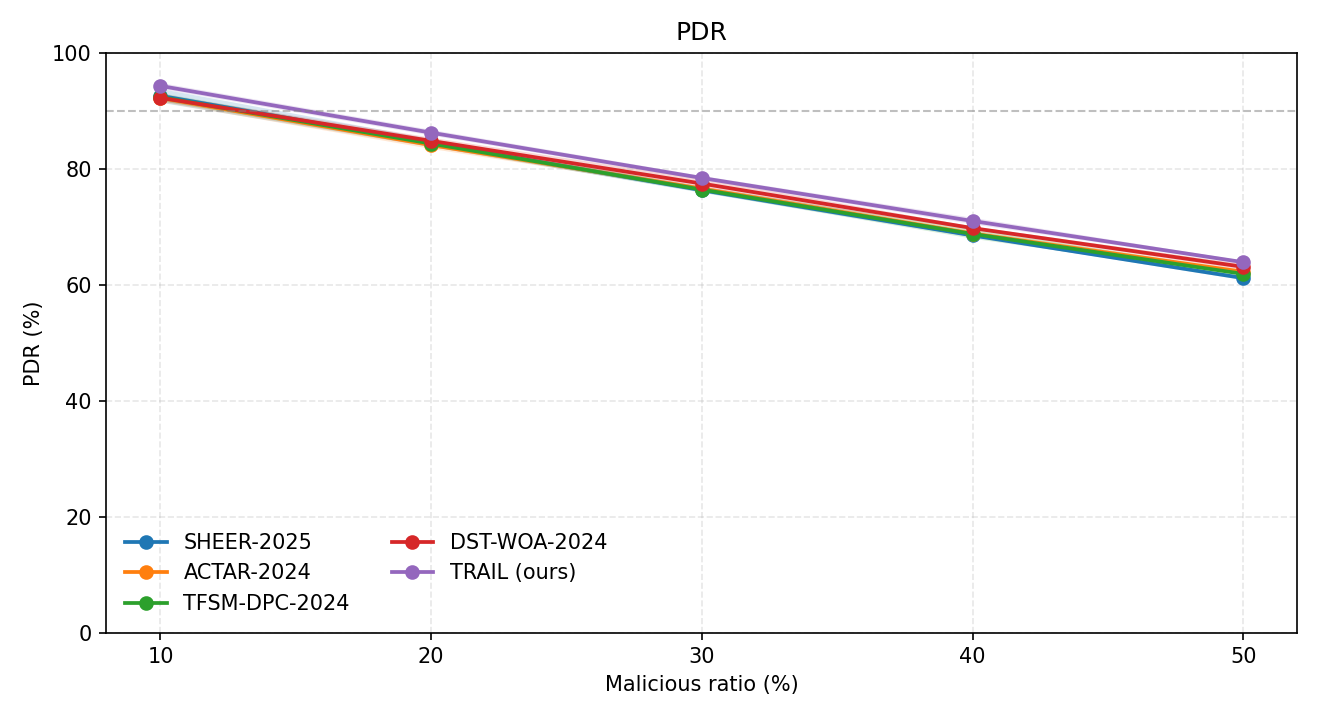 PDR
PDR (%)
100
80
60
40
20
0
SHEER-2025
ACTAR-2024
TFSM-DPC-2024
DST-WOA-2024
TRAIL (ours)
10 20 30 40 50
Malicious ratio (%)